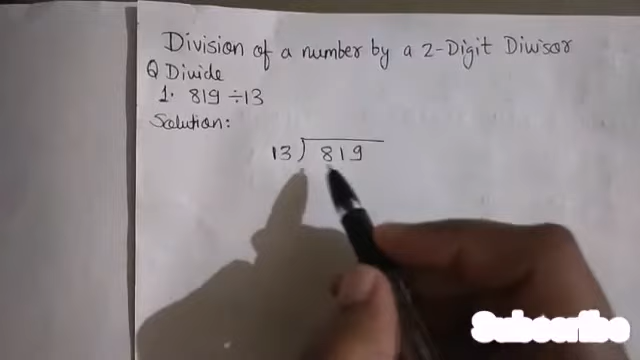 Division of a number by a 2-Digit Divisor
Q Divide
1. 819 ÷ 13
Solution:
13 ) 819
Subscribe